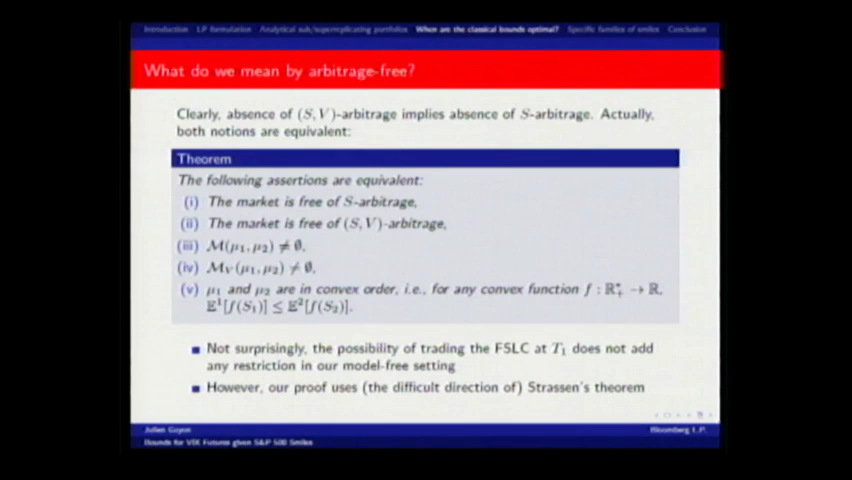 Introduction LP formulation Analytical sub/superreplicating portfolios When are the classical bounds optimal? Specific families of smiles Conclusion
What do we mean by arbitrage-free?
Clearly, absence of (S, V)-arbitrage implies absence of S-arbitrage. Actually,
both notions are equivalent:
Theorem
The following assertions are equivalent:
(i) The market is free of S-arbitrage,
(ii) The market is free of (S, V)-arbitrage,
(iii) M(μ₁, μ₂) ≠ ∅,
(iv) M_V(μ₁, μ₂) ≠ ∅,
(v) μ₁ and μ₂ are in convex order, i.e., for any convex function f : ℝ₊* → ℝ,
𝔼¹[f(S₁)] ≤ 𝔼²[f(S₂)].
■ Not surprisingly, the possibility of trading the FSLC at T₁ does not add
any restriction in our model-free setting
■ However, our proof uses (the difficult direction of) Strassen's theorem
Julien Guyon Bloomberg L.P.
Bounds for VIX Futures given S&P 500 Smiles